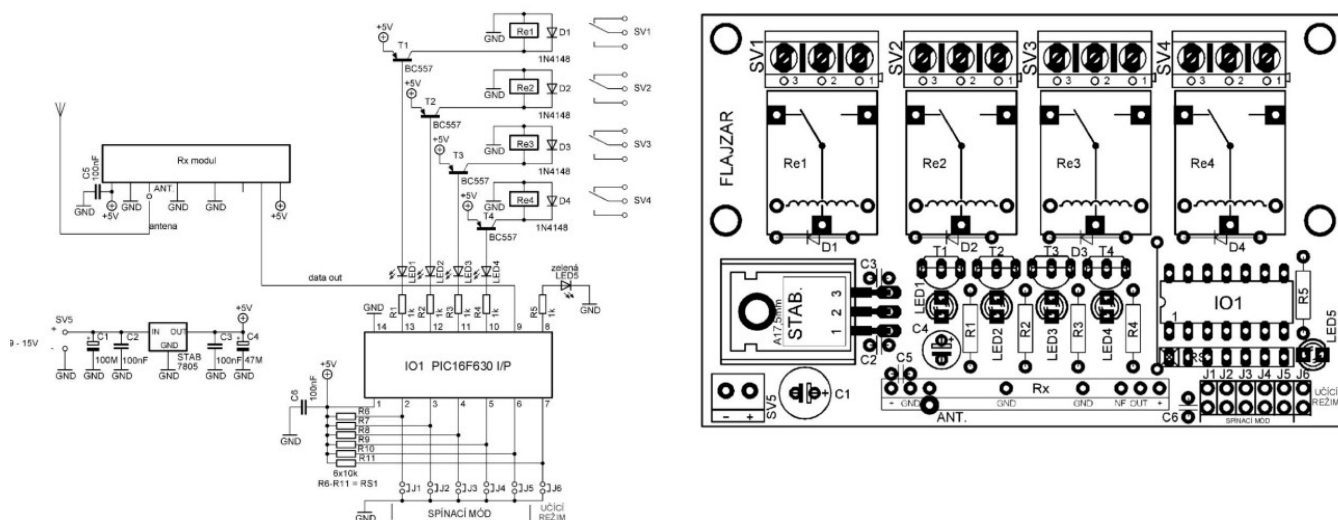 +5V
GND
Re1
D1
SV1
T1
BC557
1N4148
+5V
GND
Re2
D2
SV2
T2
BC557
1N4148
+5V
GND
Re3
D3
SV3
T3
BC557
1N4148
+5V
GND
Re4
D4
SV4
T4
BC557
1N4148
Rx modul
C5
100nF
GND
+5V
GND
ANT.
GND
GND
+5V
antena
data out
LED1
LED2
LED3
LED4
zelená
LED5
GND
GND
R1 1k
R2 1k
R3 1k
R4 1k
R5 1k
14 13 12 11 10 9 8
IO1 PIC16F630 I/P
1 2 3 4 5 6 7
SV5
+
9 - 15V
-
GND
C1
100M
GND
C2
100nF
GND
IN OUT
GND
STAB
7805
GND
C3
100nF
GND
+5V
C4
47M
GND
+5V
C6
100nF
GND
R6
R7
R8
R9
R10
R11
6x10k
R6-R11 = RS1
J1 J2 J3 J4 J5 J6
GND
SPÍNACÍ MÓD
UČÍCÍ
REŽIM
SV1 SV2 SV3 SV4
3 2 1 3 2 1 3 2 1 3 2 1
FLAJZAR
Re1 Re2 Re3 Re4
D1 D2 D3 D4
T1 T2 T3 T4
A17,5mm
STAB.
3
2
1
C3
C2
LED1
C4
R1
LED2
R2
LED3
R3
LED4
R4
IO1
1
R5
LED5
C5
Rx
+ GND GND GND NF OUT +
ANT.
SV5
- +
C1
C6
J1 J2 J3 J4 J5 J6
SPÍNACÍ MÓD
UČÍCÍ
REŽIM